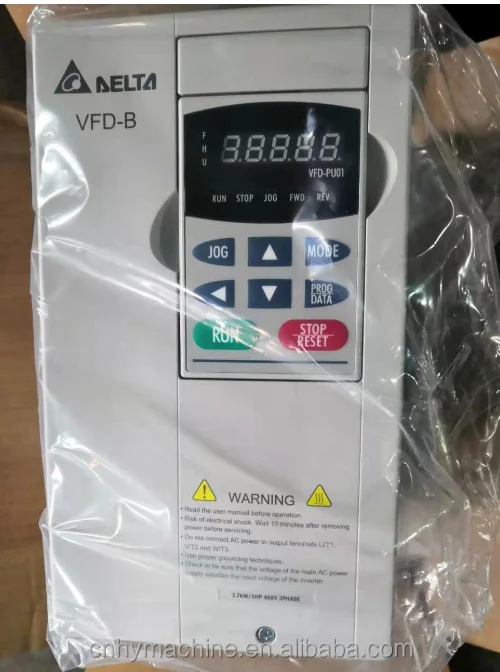 DELTA
VFD-B
F
H
U
8.8.8.8.8
VFD-PU01
RUN STOP JOG FWD REV
JOG ▲ MODE
◀ ▼ PROG
DATA
RUN STOP
RESET
WARNING
• Read the user manual before operation.
• Risk of electrical shock. Wait 10 minutes after removing
power before servicing.
• Do not connect AC power to output terminals U/T1,
V/T2 and W/T3.
• Use proper grounding techniques.
• Check to be sure that the voltage of the main AC power
supply satisfies the rated voltage of the inverter.
3.7kW/5HP 460V 3PHASE
cnhymachine.en.alibaba.com